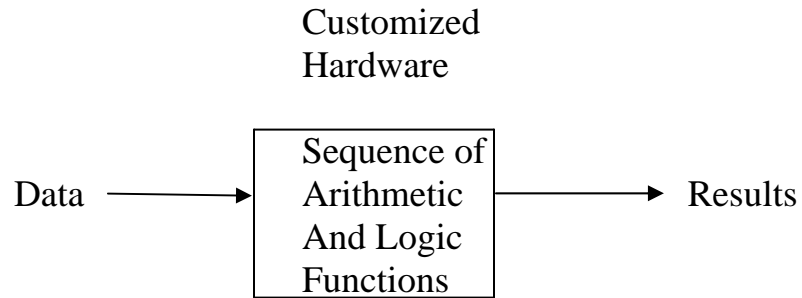 Customized
Hardware
Sequence of
Arithmetic
And Logic
Functions
Data
Results